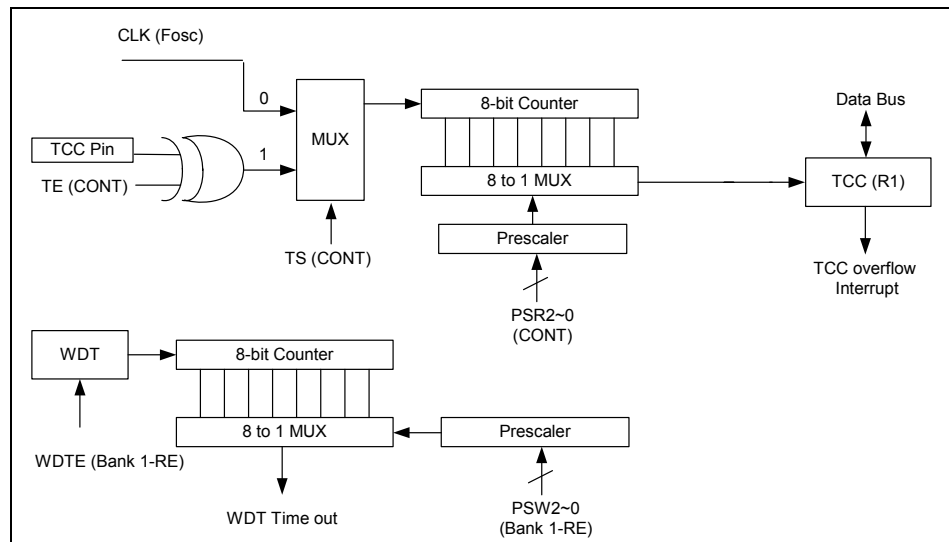 CLK (Fosc)
0
TCC Pin
1
TE (CONT)
MUX
TS (CONT)
8-bit Counter
8 to 1 MUX
Prescaler
PSR2~0
(CONT)
Data Bus
TCC (R1)
TCC overflow
Interrupt
WDT
WDTE (Bank 1-RE)
8-bit Counter
8 to 1 MUX
WDT Time out
Prescaler
PSW2~0
(Bank 1-RE)